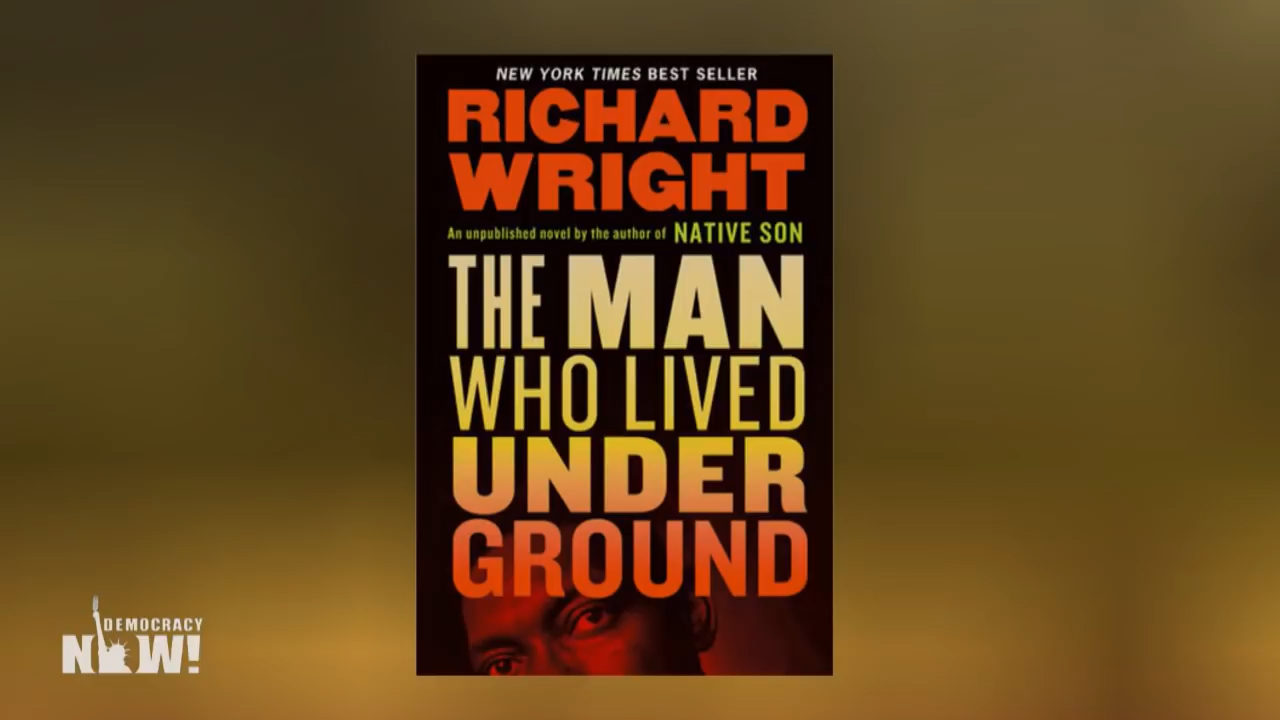 NEW YORK TIMES BEST SELLER
RICHARD
WRIGHT
An unpublished novel by the author of NATIVE SON
THE MAN
WHO LIVED
UNDER
GROUND
DEMOCRACY
NOW!